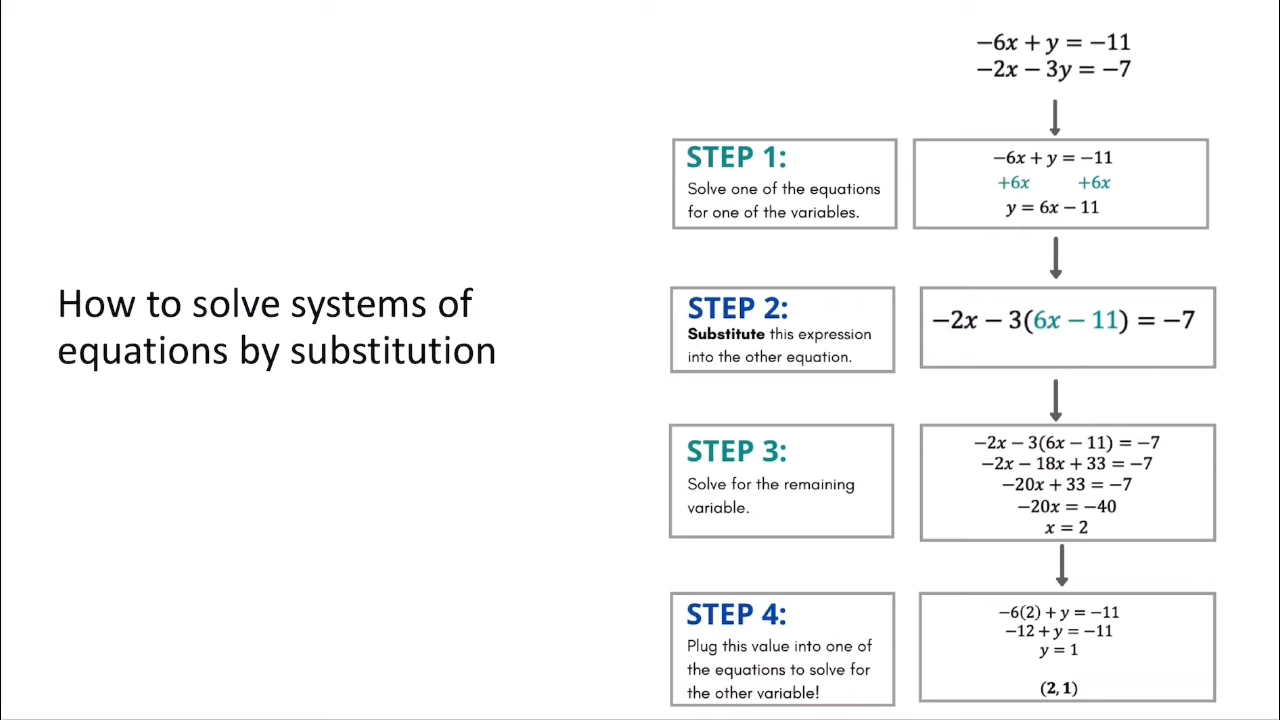 How to solve systems of
equations by substitution
−6x + y = −11
−2x − 3y = −7
STEP 1:
Solve one of the equations
for one of the variables.
−6x + y = −11
+6x +6x
y = 6x − 11
STEP 2:
Substitute this expression
into the other equation.
−2x − 3(6x − 11) = −7
STEP 3:
Solve for the remaining
variable.
−2x − 3(6x − 11) = −7
−2x − 18x + 33 = −7
−20x + 33 = −7
−20x = −40
x = 2
STEP 4:
Plug this value into one of
the equations to solve for
the other variable!
−6(2) + y = −11
−12 + y = −11
y = 1
(2, 1)